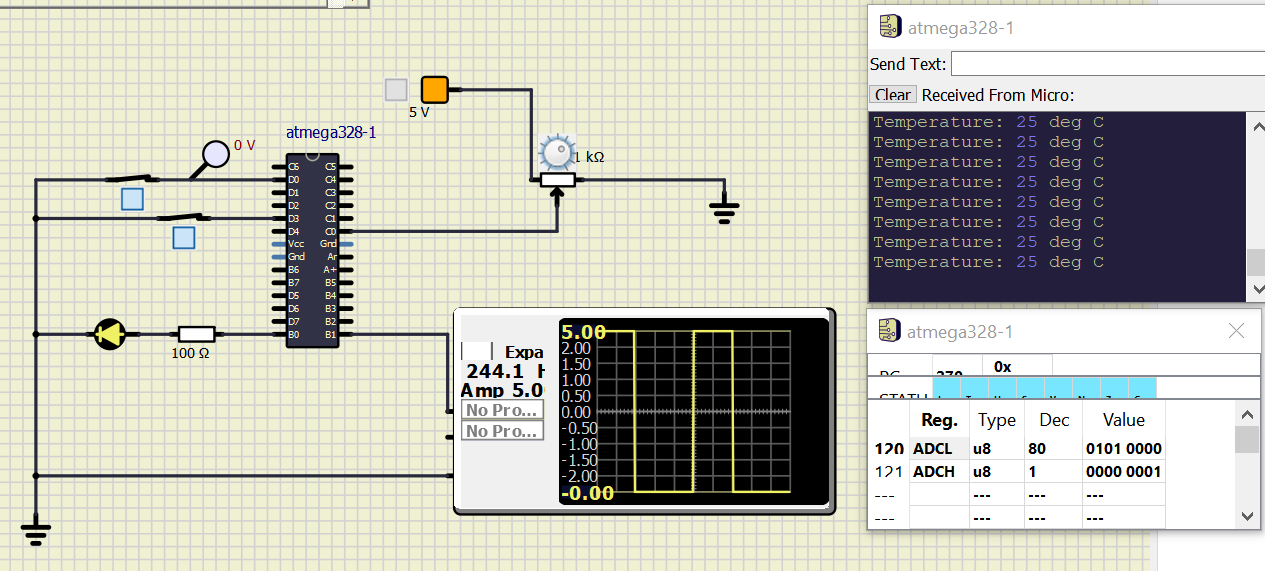 atmega328-1
Send Text:
Clear Received From Micro:
Temperature: 25 deg C
Temperature: 25 deg C
Temperature: 25 deg C
Temperature: 25 deg C
Temperature: 25 deg C
Temperature: 25 deg C
Temperature: 25 deg C
Temperature: 25 deg C
5 V
atmega328-1
0 V
1 kΩ
C6 C5
D0 C4
D1 C3
D2 C2
D3 C1
D4 C0
Vcc Gnd
Gnd Ar
B6 A+
B7 B5
D5 B4
D6 B3
D7 B2
B0 B1
100 Ω
Expa
244.1 H
Amp 5.0
No Pro...
No Pro...
5.00
2.00
1.50
1.00
0.50
0.00
-0.50
-1.00
-1.50
-2.00
-0.00
atmega328-1
0x
Reg. Type Dec Value
120 ADCL u8 80 0101 0000
121 ADCH u8 1 0000 0001
--- --- --- ---
--- --- --- ---